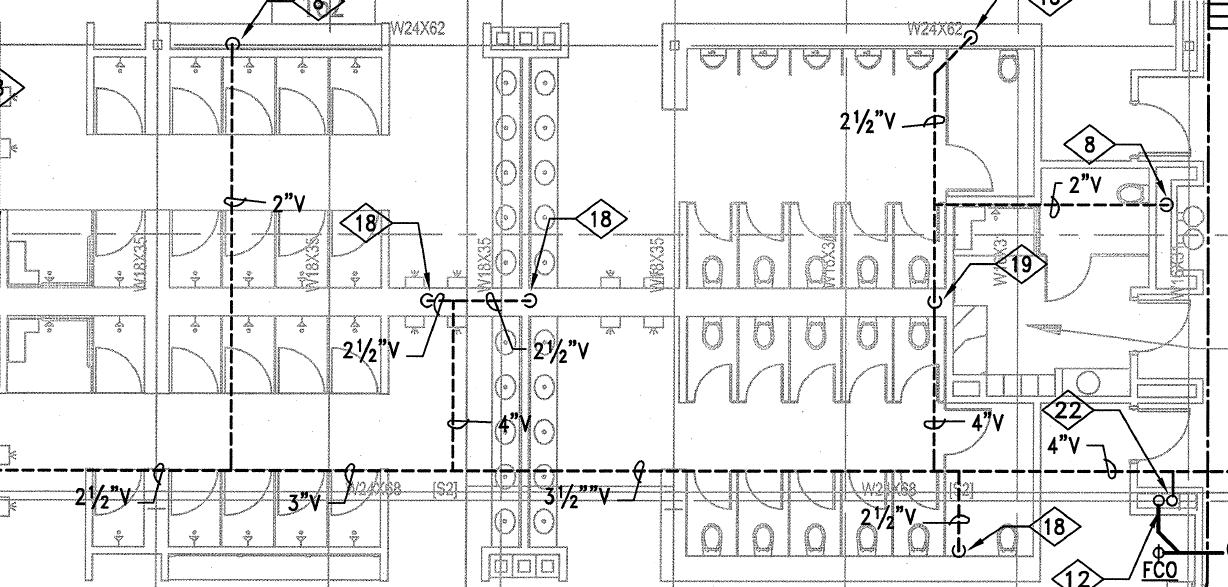 W24X62
W24X62
18
2½"V
8
2"V
2"V
18
18
W18X35
W18X35
W18X35
W18X35
19
2½"V
2½"V
22
4"V
4"V
4"V
2½"V
3"V
W24X68
[S2]
3½""V
W24X68
[S2]
2½"V
18
12
FCO